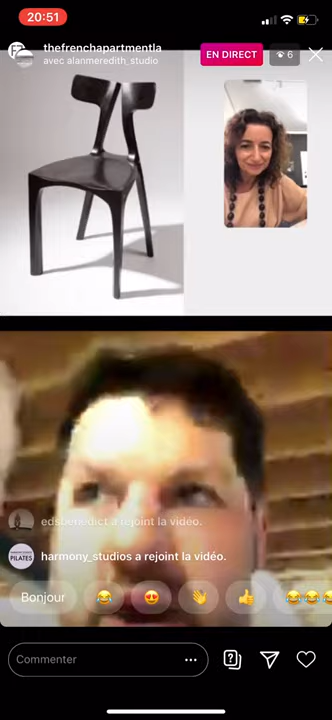 20:51
thefrenchapartmentla
avec alanmeredith_studio
EN DIRECT
6
edsbenedict a rejoint la vidéo.
PILATES
harmony_studios a rejoint la vidéo.
Bonjour
Commenter